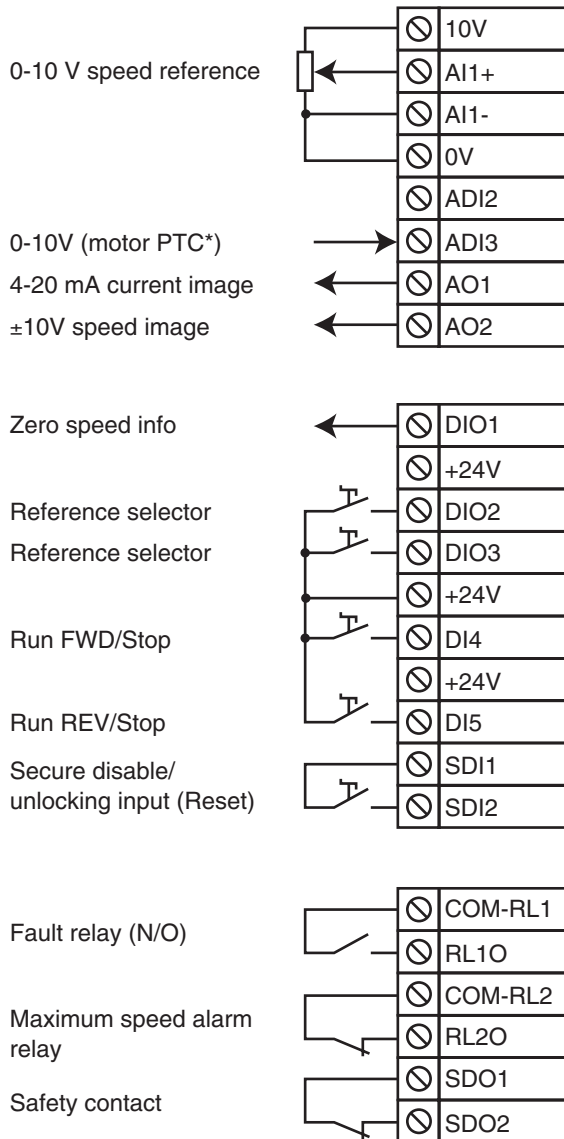 10V
0-10 V speed reference
AI1+
AI1-
0V
ADI2
0-10V (motor PTC*)
ADI3
4-20 mA current image
AO1
±10V speed image
AO2
Zero speed info
DIO1
+24V
Reference selector
DIO2
Reference selector
DIO3
+24V
Run FWD/Stop
DI4
+24V
Run REV/Stop
DI5
Secure disable/
unlocking input (Reset)
SDI1
SDI2
Fault relay (N/O)
COM-RL1
RL1O
COM-RL2
Maximum speed alarm
relay
RL2O
SDO1
Safety contact
SDO2